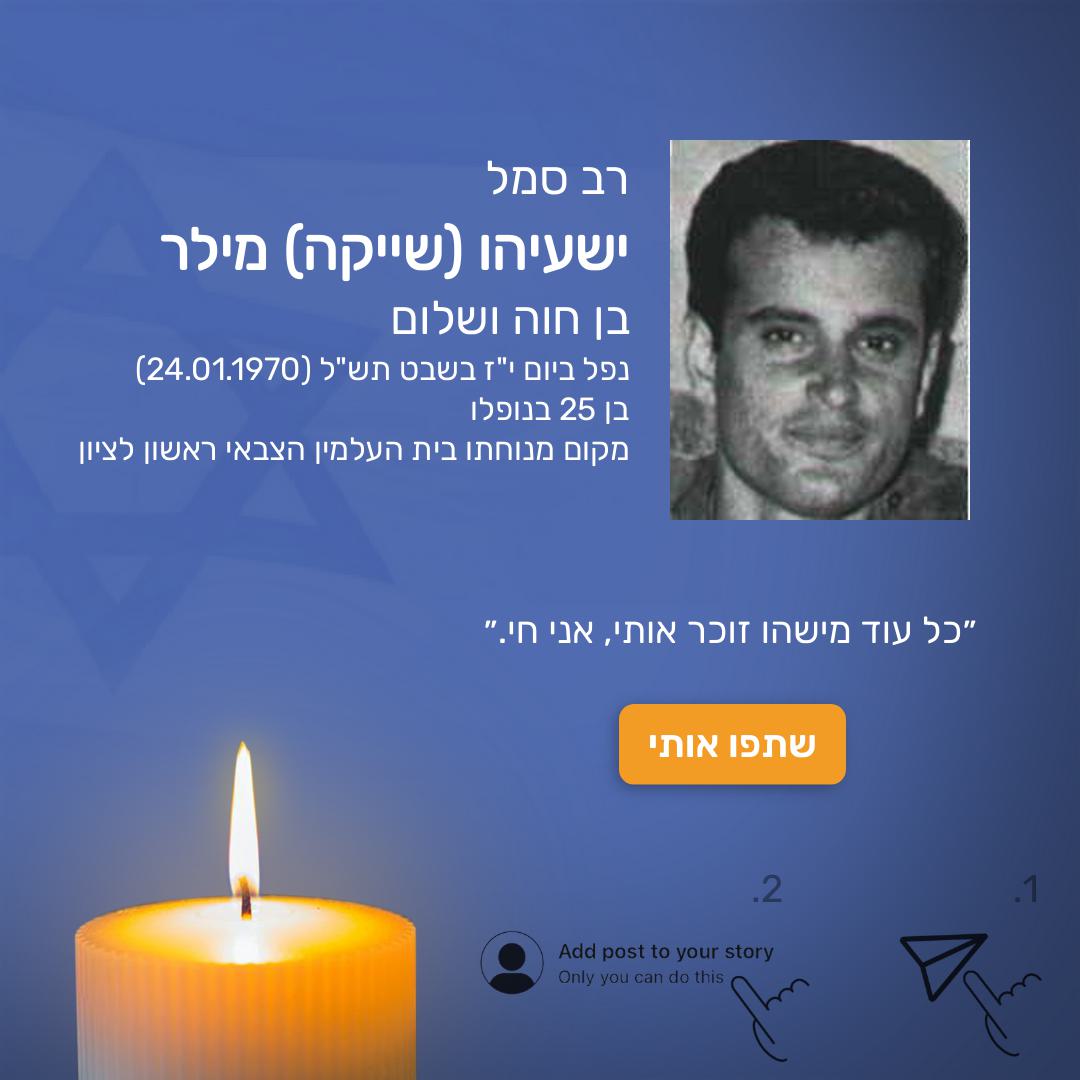 רב סמל
ישעיהו (שייקה) מילר
בן חוה ושלום
נפל ביום י"ז בשבט תש"ל (24.01.1970)
בן 25 בנופלו
מקום מנוחתו בית העלמין הצבאי ראשון לציון
״כל עוד מישהו זוכר אותי, אני חי.״
שתפו אותי
1.
2.
Add post to your story
Only you can do this